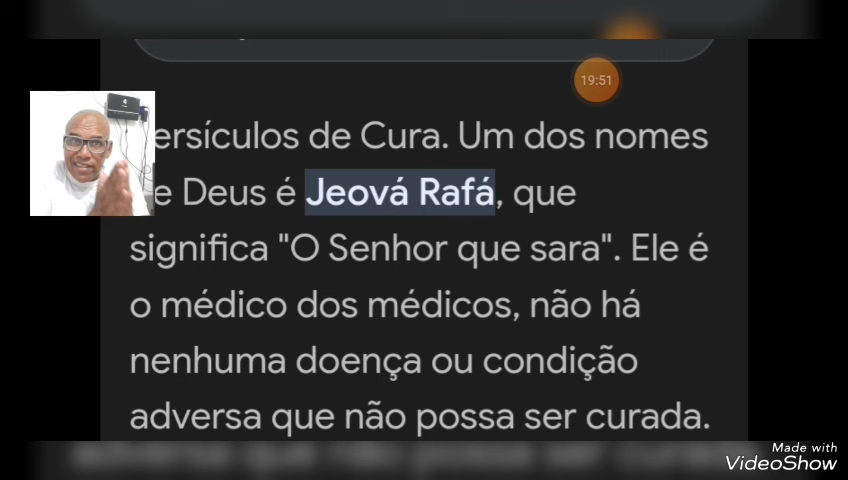 19:51
ersículos de Cura. Um dos nomes
e Deus é Jeová Rafá, que
significa "O Senhor que sara". Ele é
o médico dos médicos, não há
nenhuma doença ou condição
adversa que não possa ser curada.
Made with
VideoShow